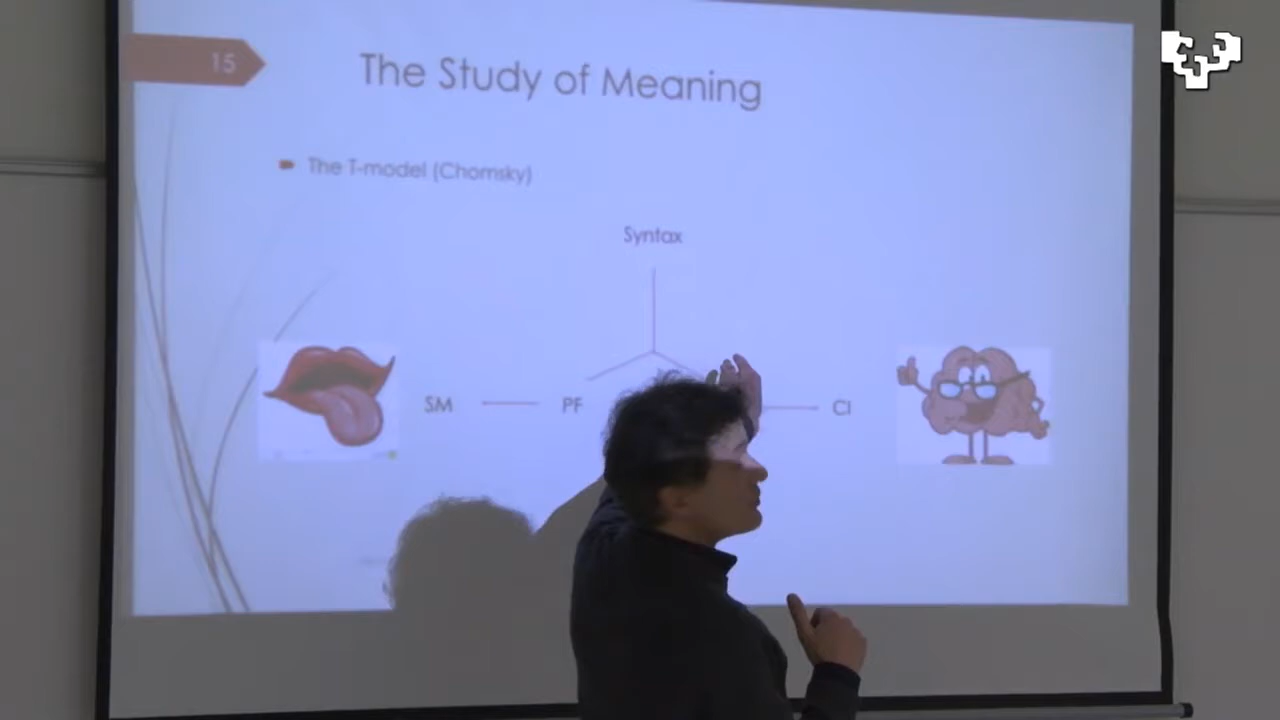 15
The Study of Meaning
The T-model (Chomsky)
Syntax
SM
PF
CI